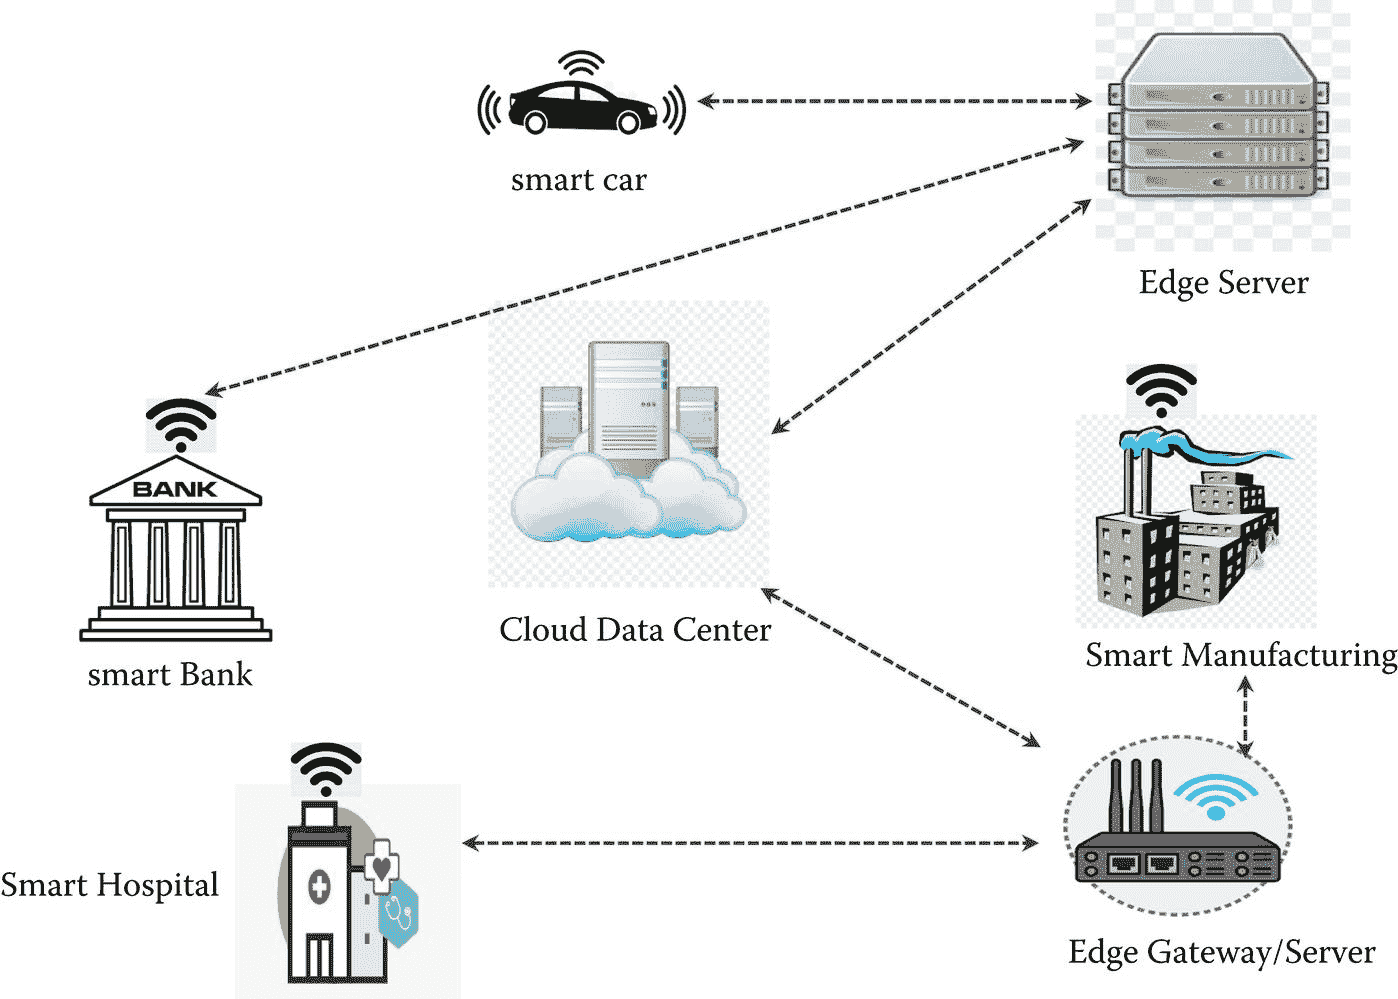 smart car
Edge Server
BANK
smart Bank
Cloud Data Center
Smart Manufacturing
Smart Hospital
Edge Gateway/Server